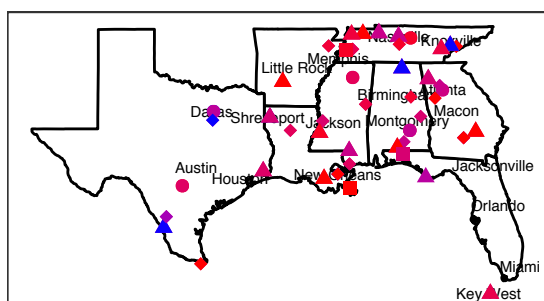 Nashville
Knoxville
Memphis
Little Rock
Atlanta
Birmingham
Dallas
Shreveport
Jackson
Montgomery
Macon
Austin
Houston
New Orleans
Jacksonville
Orlando
Miami
Key West